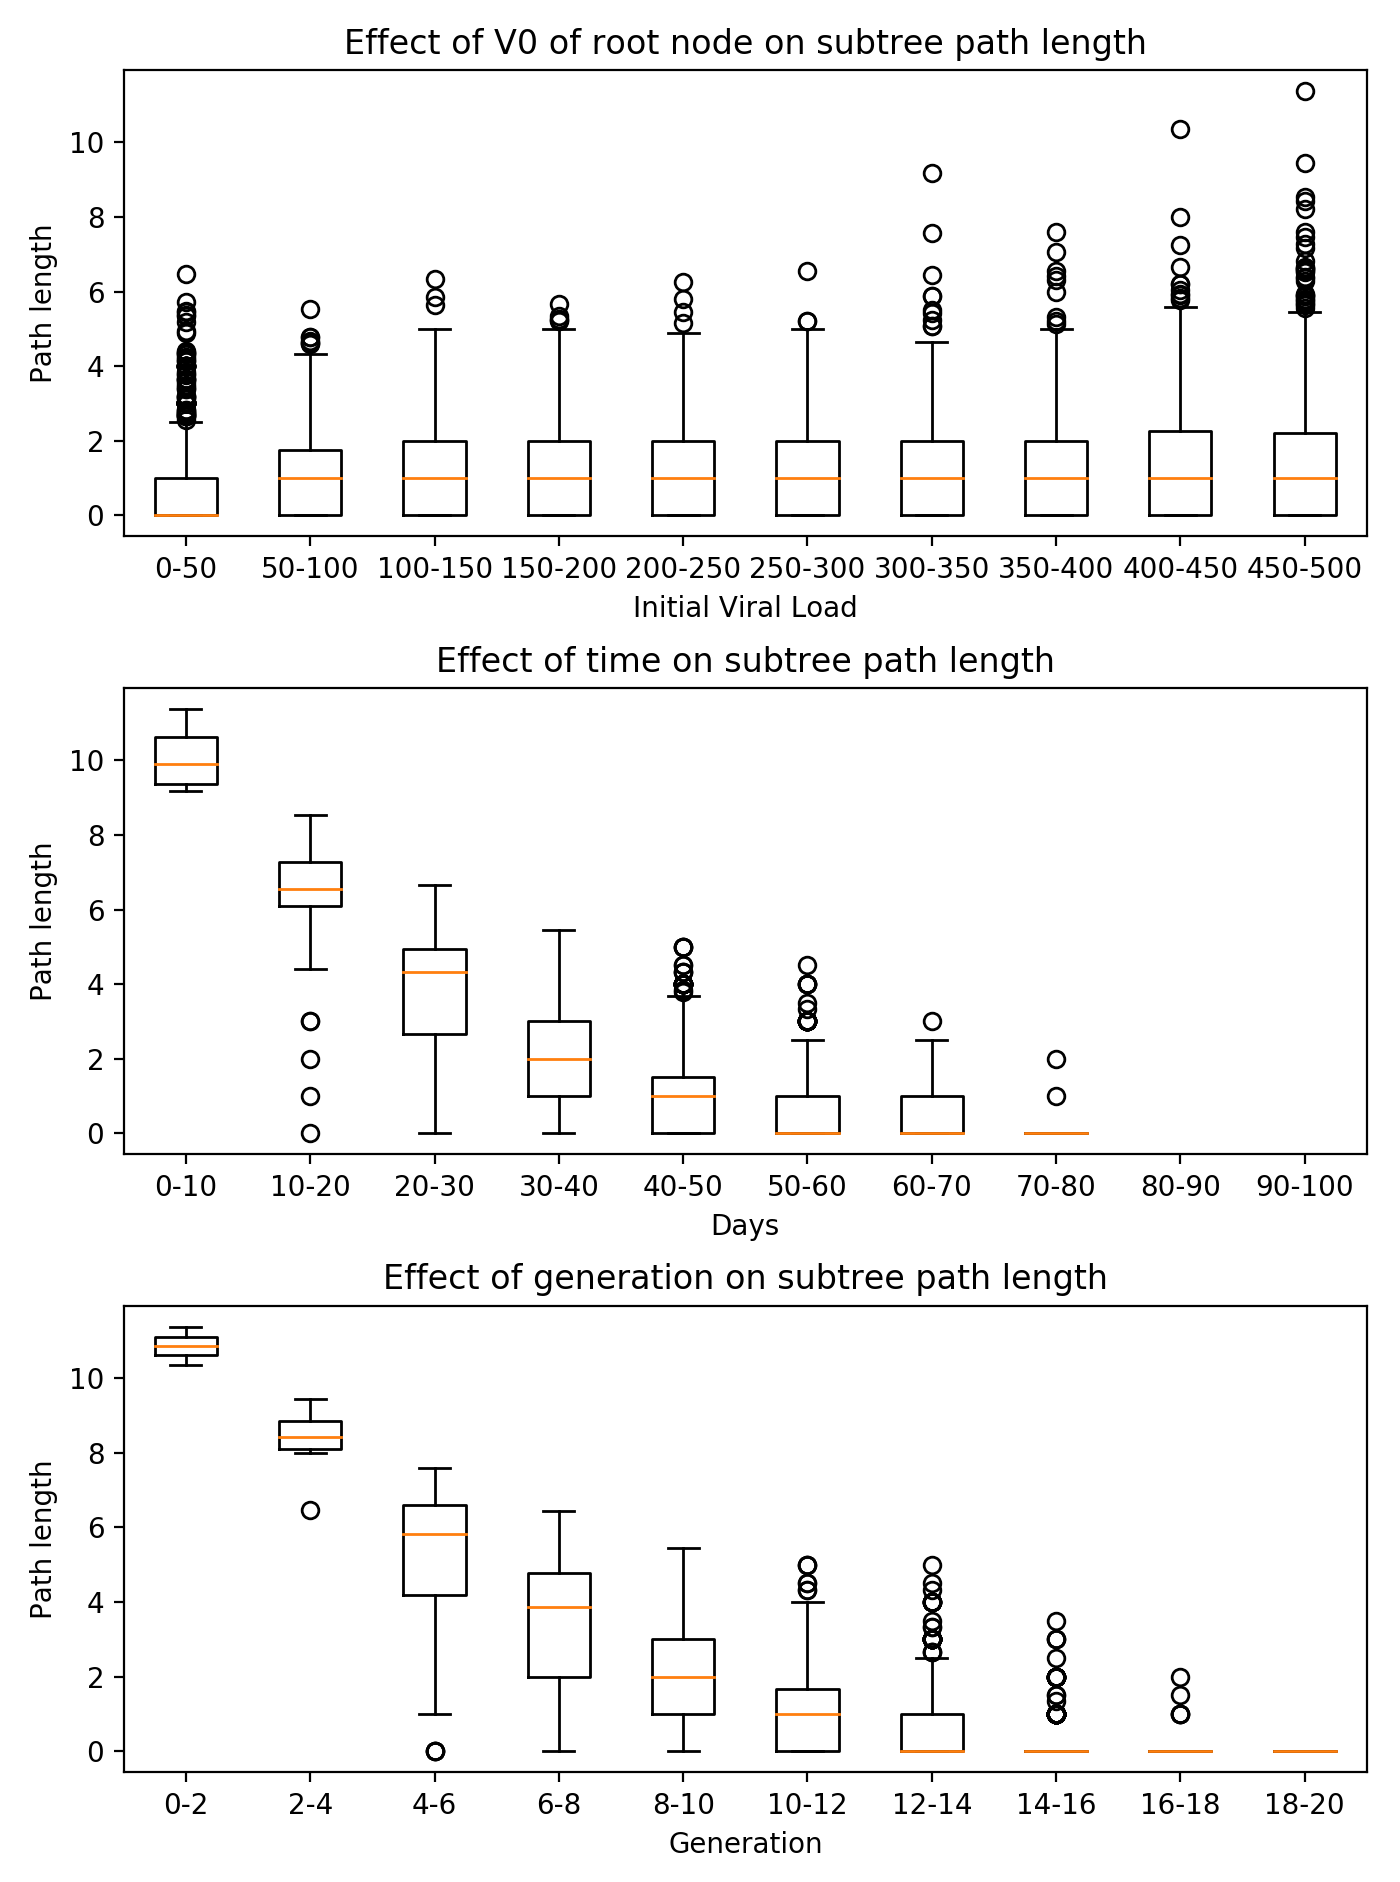 Effect of V0 of root node on subtree path length
Path length
10
8
6
4
2
0
0-50 50-100 100-150 150-200 200-250 250-300 300-350 350-400 400-450 450-500
Initial Viral Load
Effect of time on subtree path length
Path length
10
8
6
4
2
0
0-10 10-20 20-30 30-40 40-50 50-60 60-70 70-80 80-90 90-100
Days
Effect of generation on subtree path length
Path length
10
8
6
4
2
0
0-2 2-4 4-6 6-8 8-10 10-12 12-14 14-16 16-18 18-20
Generation